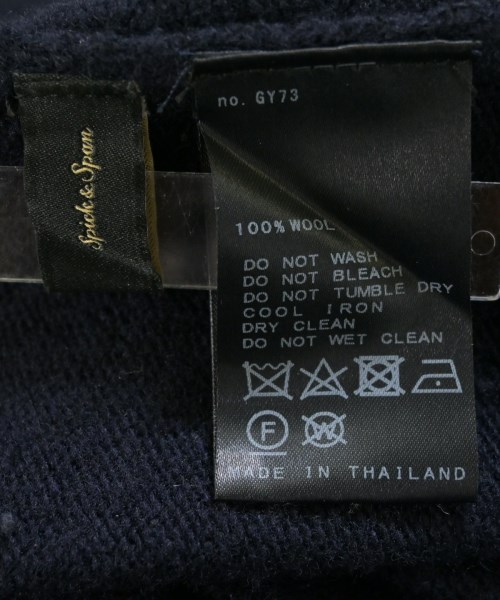 Spick & Span
no. GY73
100% WOOL
DO NOT WASH
DO NOT BLEACH
DO NOT TUMBLE DRY
COOL IRON
DRY CLEAN
DO NOT WET CLEAN
F W
MADE IN THAILAND